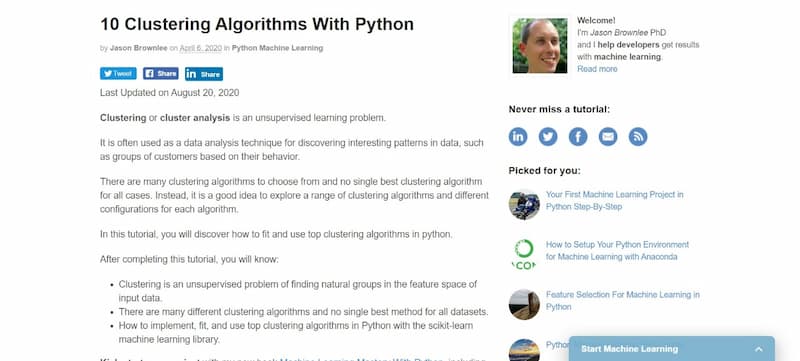 10 Clustering Algorithms With Python
by Jason Brownlee on April 6, 2020 in Python Machine Learning
Tweet Share Share
Last Updated on August 20, 2020
Clustering or cluster analysis is an unsupervised learning problem.
It is often used as a data analysis technique for discovering interesting patterns in data, such
as groups of customers based on their behavior.
There are many clustering algorithms to choose from and no single best clustering algorithm
for all cases. Instead, it is a good idea to explore a range of clustering algorithms and different
configurations for each algorithm.
In this tutorial, you will discover how to fit and use top clustering algorithms in python.
After completing this tutorial, you will know:
• Clustering is an unsupervised problem of finding natural groups in the feature space of
input data.
• There are many different clustering algorithms and no single best method for all datasets.
• How to implement, fit, and use top clustering algorithms in Python with the scikit-learn
machine learning library.
Machine Learning Mastery With Python, including
Welcome!
I'm Jason Brownlee PhD
and I help developers get results
with machine learning.
Read more
Never miss a tutorial:
Picked for you:
Your First Machine Learning Project in
Python Step-By-Step
How to Setup Your Python Environment
for Machine Learning with Anaconda
Feature Selection For Machine Learning in
Python
Python
Start Machine Learning